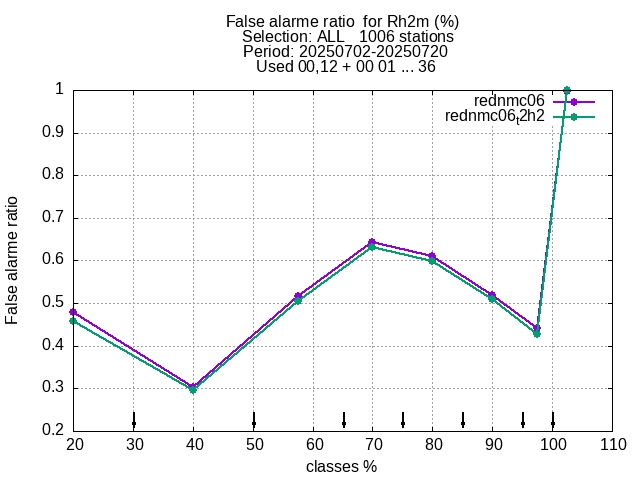 False alarme ratio  for Rh2m (%)
Selection: ALL   1006 stations
Period: 20250702-20250720
Used 00,12 + 00 01 ... 36
rednmc06
rednmc06t2h2
False alarme ratio
1
0.9
0.8
0.7
0.6
0.5
0.4
0.3
0.2
20 30 40 50 60 70 80 90 100 110
classes %